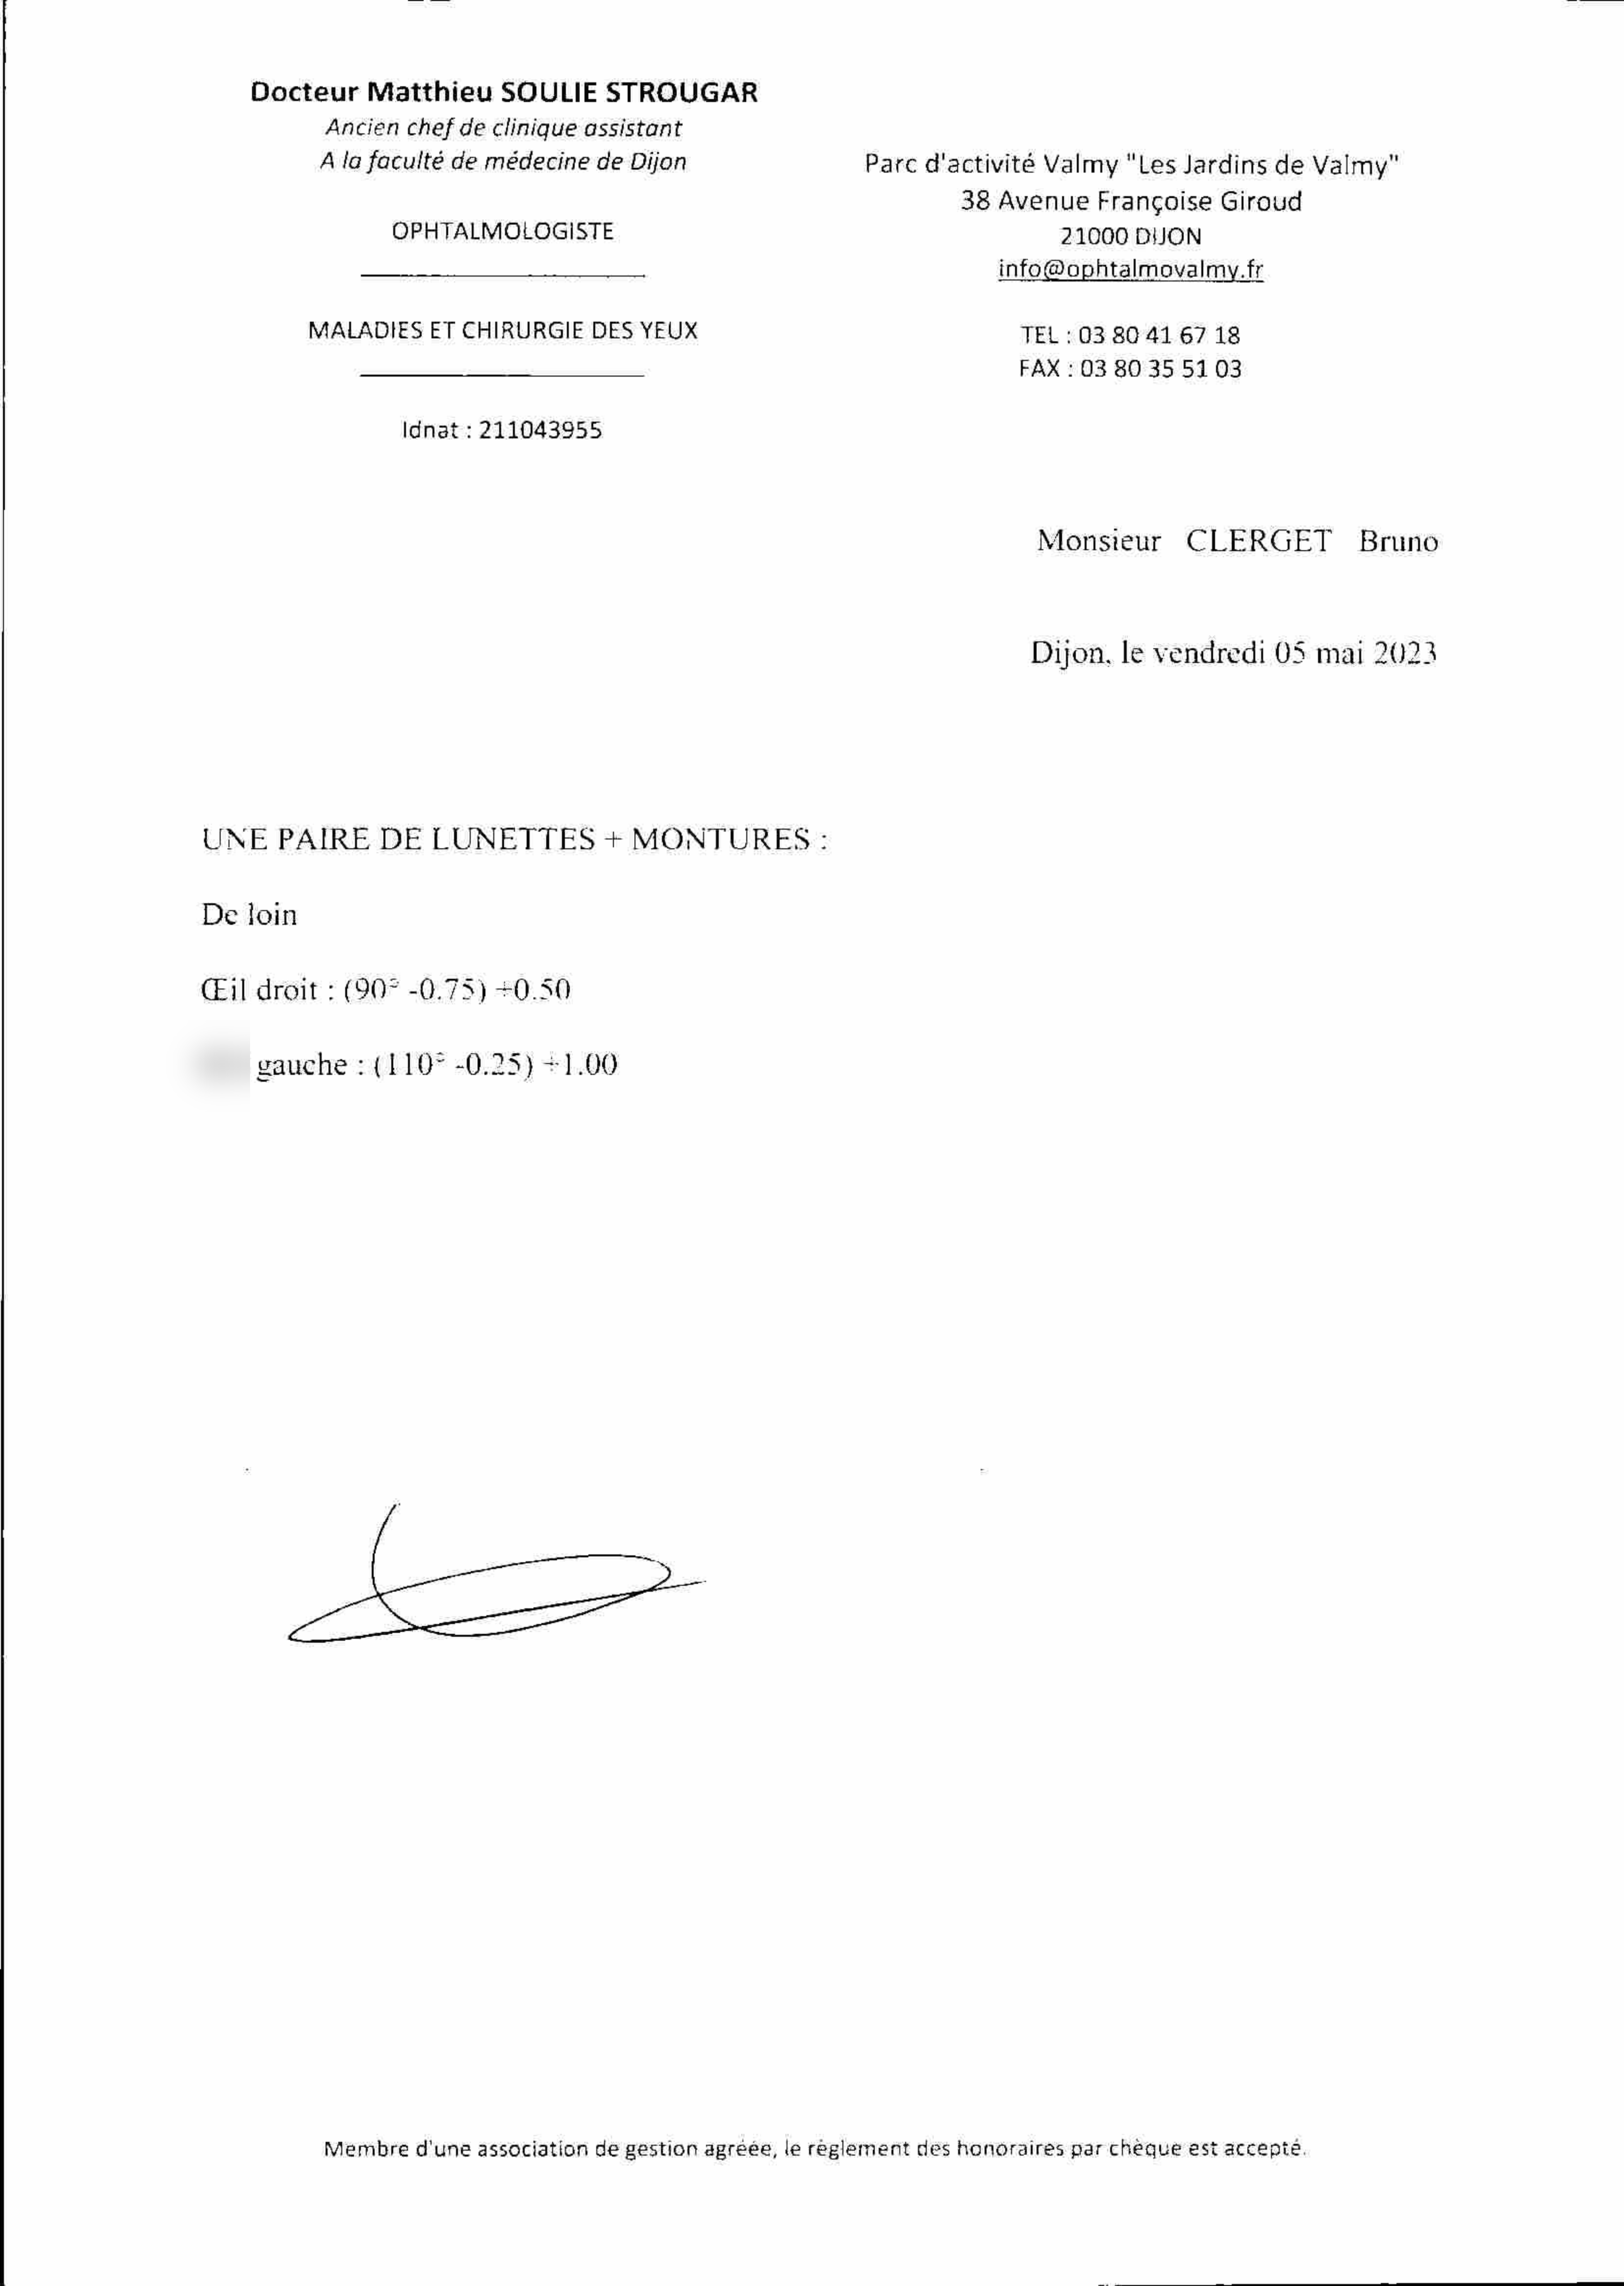 Docteur Matthieu SOULIE STROUGAR
Ancien chef de clinique assistant
A la faculté de médecine de Dijon
OPHTALMOLOGISTE
MALADIES ET CHIRURGIE DES YEUX
Idnat : 211043955
Parc d'activité Valmy "Les Jardins de Valmy"
38 Avenue Françoise Giroud
21000 DIJON
info@ophtalmovalmy.fr
TEL : 03 80 41 67 18
FAX : 03 80 35 51 03
Monsieur CLERGET Bruno
Dijon, le vendredi 05 mai 2023
UNE PAIRE DE LUNETTES + MONTURES :
De loin
Œil droit : (90° -0.75) +0.50
gauche : (110° -0.25) +1.00
Membre d'une association de gestion agréée, le règlement des honoraires par chèque est accepté.